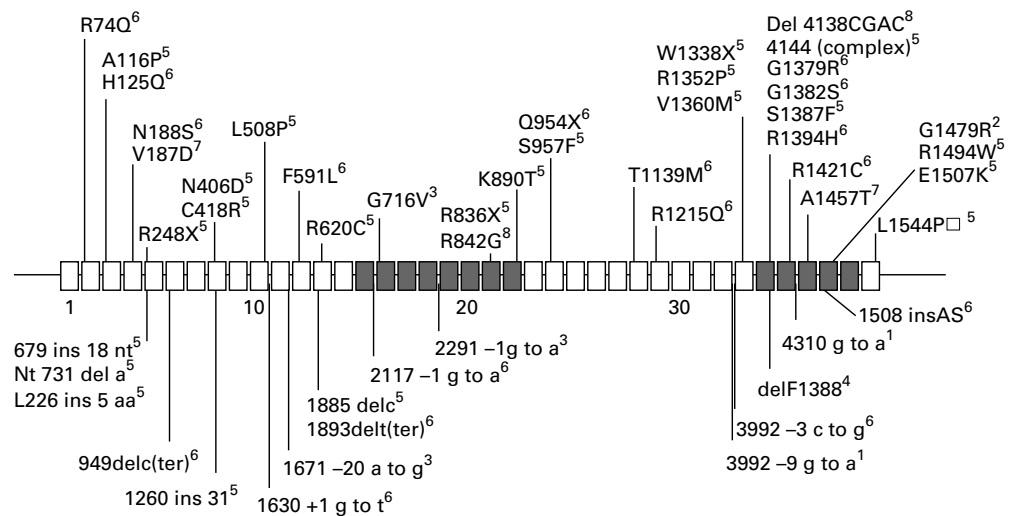 R74Q⁶
A116P⁵
H125Q⁶
N188S⁶
V187D⁷
N406D⁵
C418R⁵
R248X⁵
L508P⁵
F591L⁶
R620C⁵
G716V³
R836X⁵
R842G⁸
K890T⁵
Q954X⁶
S957F⁵
T1139M⁶
R1215Q⁶
W1338X⁵
R1352P⁵
V1360M⁵
Del 4138CGAC⁸
4144 (complex)⁵
G1379R⁶
G1382S⁶
S1387F⁵
R1394H⁶
R1421C⁶
A1457T⁷
G1479R²
R1494W⁵
E1507K⁵
L1544P□ ⁵
1 10 20 30
679 ins 18 nt⁵
Nt 731 del a⁵
L226 ins 5 aa⁵
949delc(ter)⁶
1260 ins 31⁵
1630 +1 g to t⁶
1671 –20 a to g³
1885 delc⁵
1893delt(ter)⁶
2117 –1 g to a⁶
2291 –1g to a³
1508 insAS⁶
4310 g to a¹
delF1388⁴
3992 –3 c to g⁶
3992 –9 g to a¹